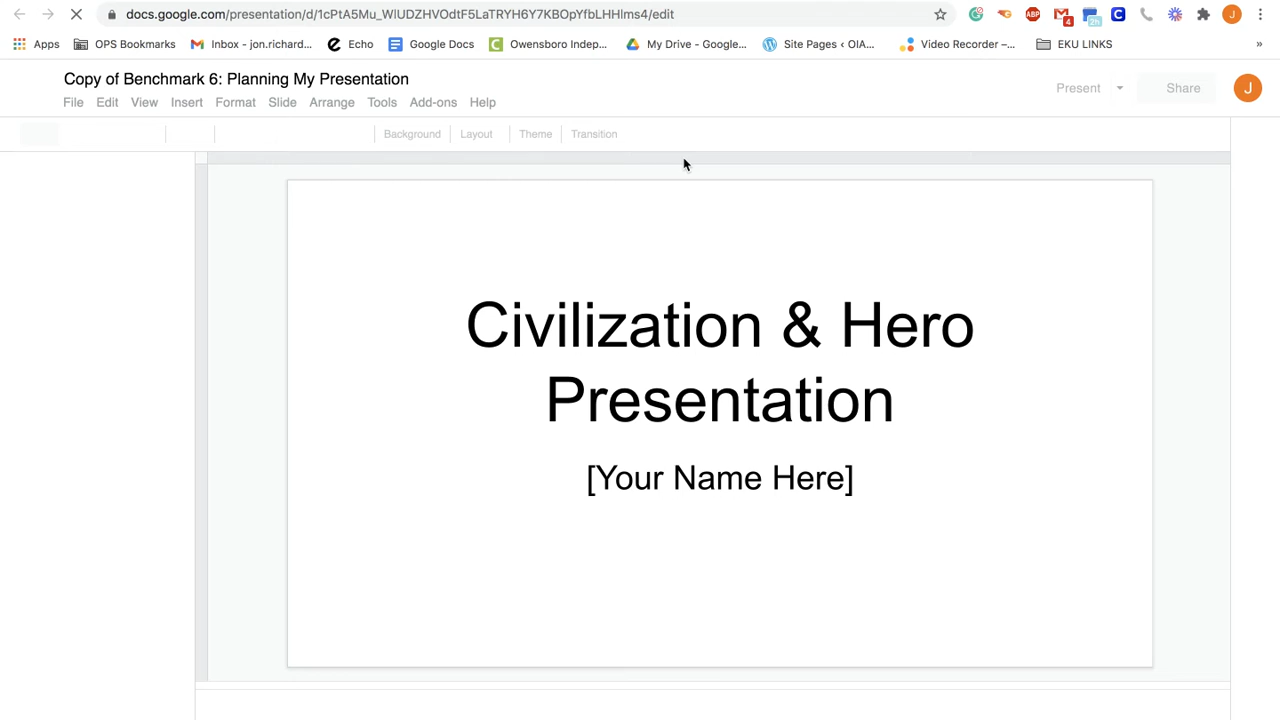 docs.google.com/presentation/d/1cPtA5Mu_WlUDZHVOdtF5LaTRYH6Y7KBOpYfbLHHlms4/edit
ABP 4 2h C J
Apps OPS Bookmarks Inbox - jon.richard... Echo Google Docs Owensboro Indep... My Drive - Google... Site Pages ‹ OIA... Video Recorder –... EKU LINKS »
Copy of Benchmark 6: Planning My Presentation
File Edit View Insert Format Slide Arrange Tools Add-ons Help
Present Share J
Background Layout Theme Transition
Civilization & Hero
Presentation
[Your Name Here]